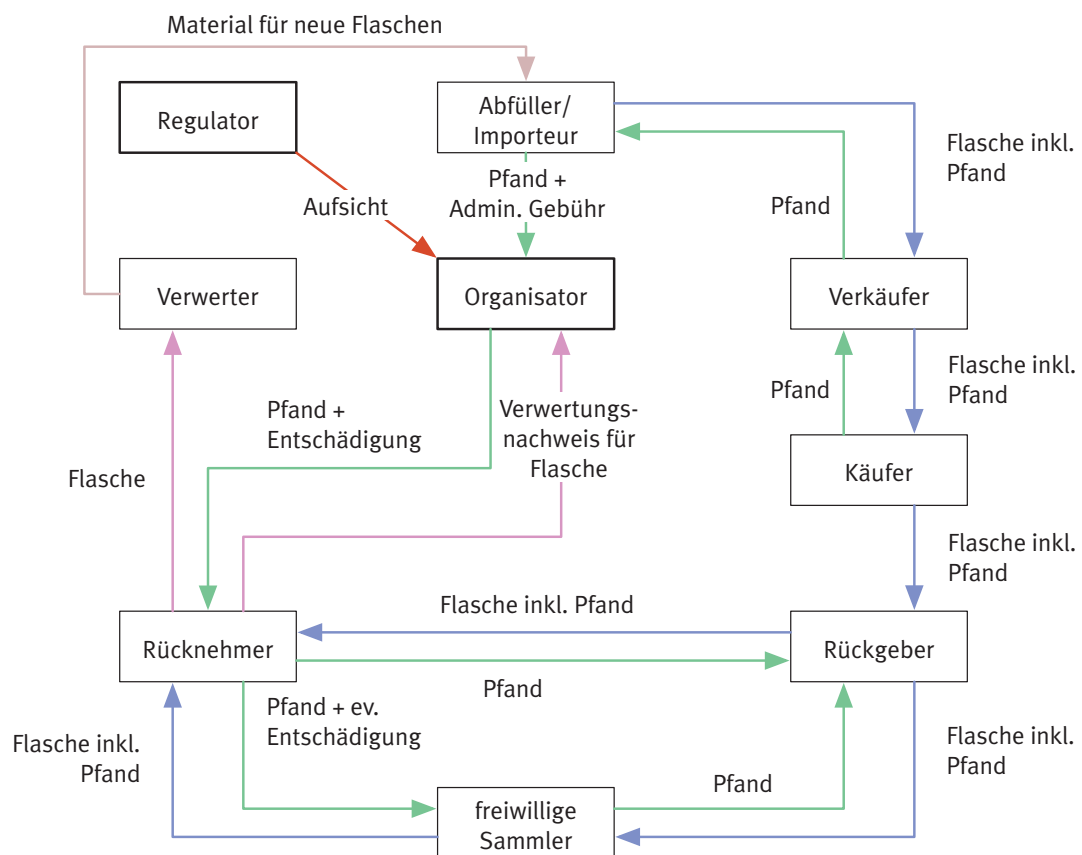 Material für neue Flaschen
Regulator
Abfüller/
Importeur
Flasche inkl.
Pfand
Pfand +
Admin. Gebühr
Aufsicht
Pfand
Verwerter
Organisator
Verkäufer
Flasche inkl.
Pfand
Pfand
Pfand +
Entschädigung
Verwertungs-
nachweis für
Flasche
Flasche
Käufer
Flasche inkl.
Pfand
Flasche inkl. Pfand
Rücknehmer
Rückgeber
Pfand
Pfand + ev.
Entschädigung
Flasche inkl.
Pfand
Flasche inkl.
Pfand
Pfand
freiwillige
Sammler